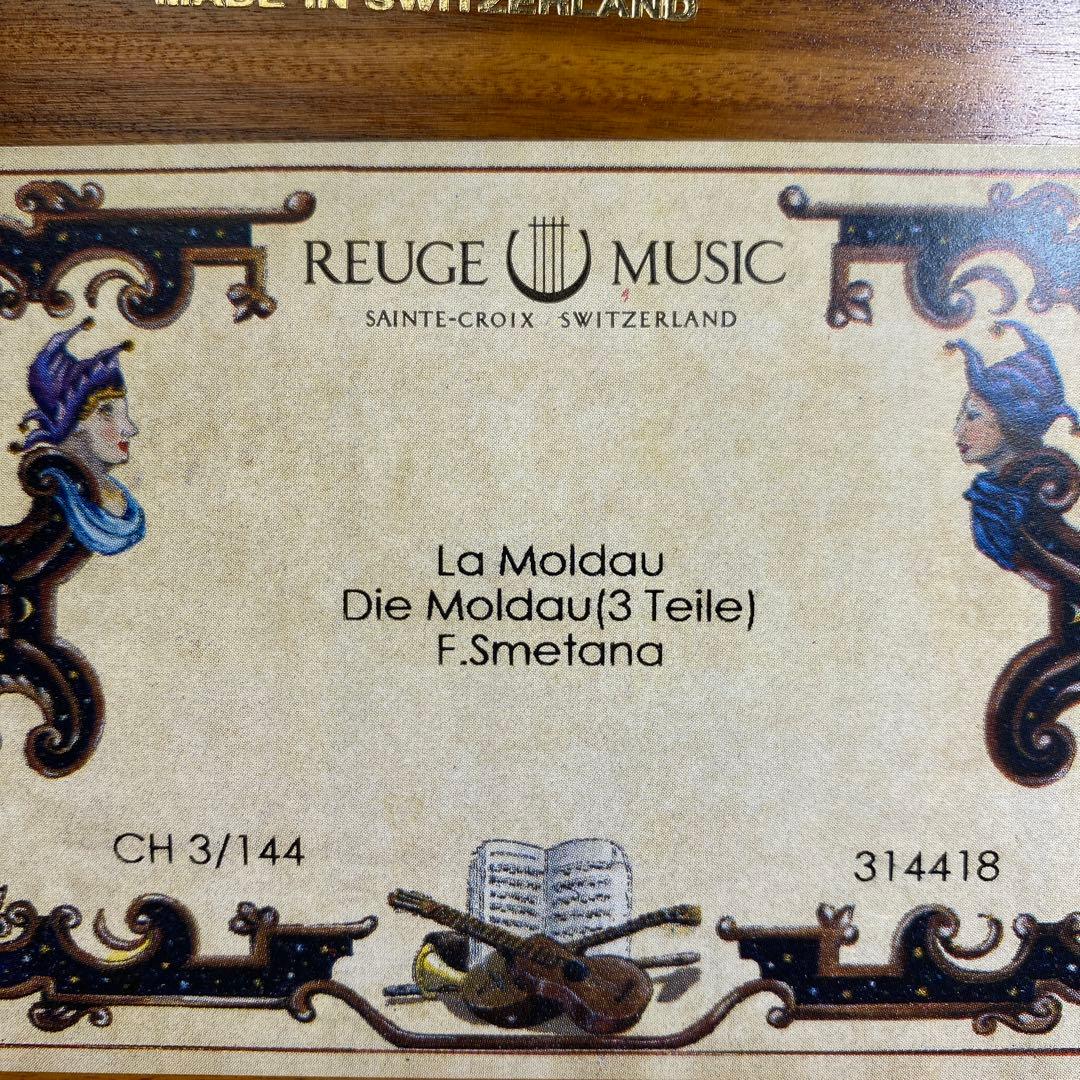 MADE IN SWITZERLAND
REUGE MUSIC
SAINTE-CROIX SWITZERLAND
La Moldau
Die Moldau(3 Teile)
F.Smetana
CH 3/144
314418